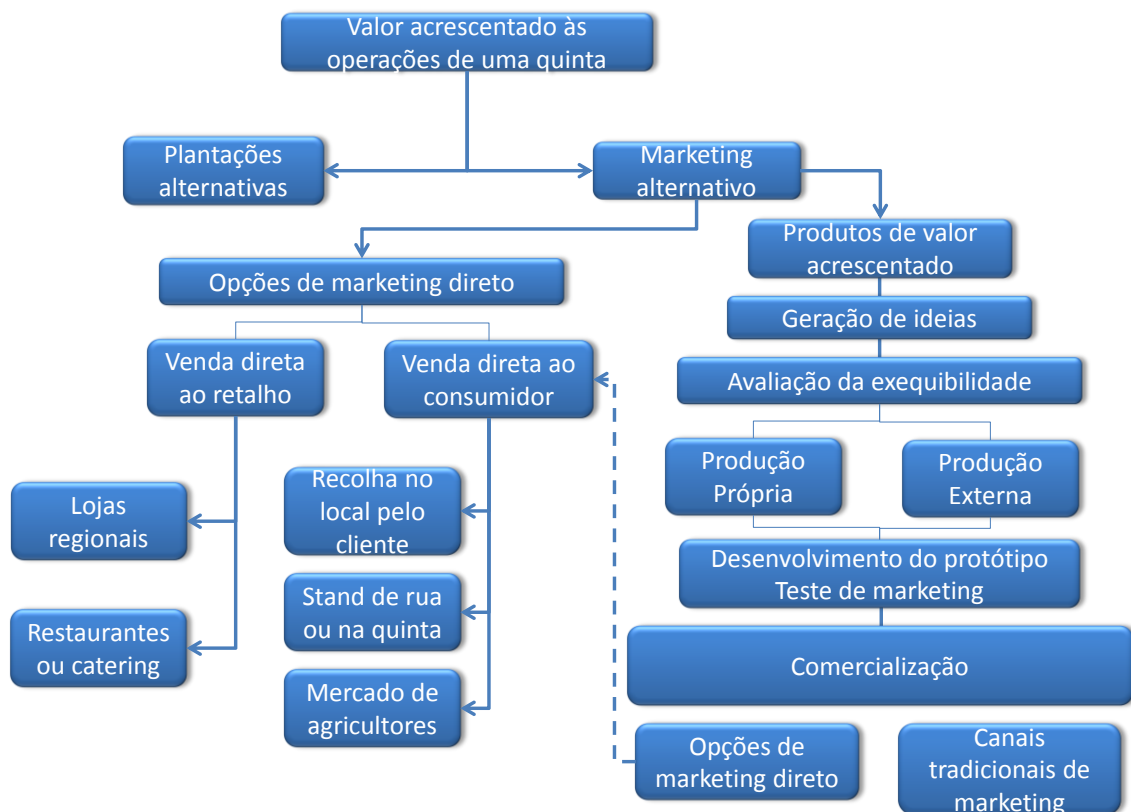 Valor acrescentado às
operações de uma quinta
Plantações
alternativas
Marketing
alternativo
Produtos de valor
acrescentado
Opções de marketing direto
Geração de ideias
Venda direta
ao retalho
Venda direta ao
consumidor
Avaliação da exequibilidade
Produção
Própria
Produção
Externa
Lojas
regionais
Recolha no
local pelo
cliente
Desenvolvimento do protótipo
Teste de marketing
Stand de rua
ou na quinta
Restaurantes
ou catering
Comercialização
Mercado de
agricultores
Opções de
marketing direto
Canais
tradicionais de
marketing